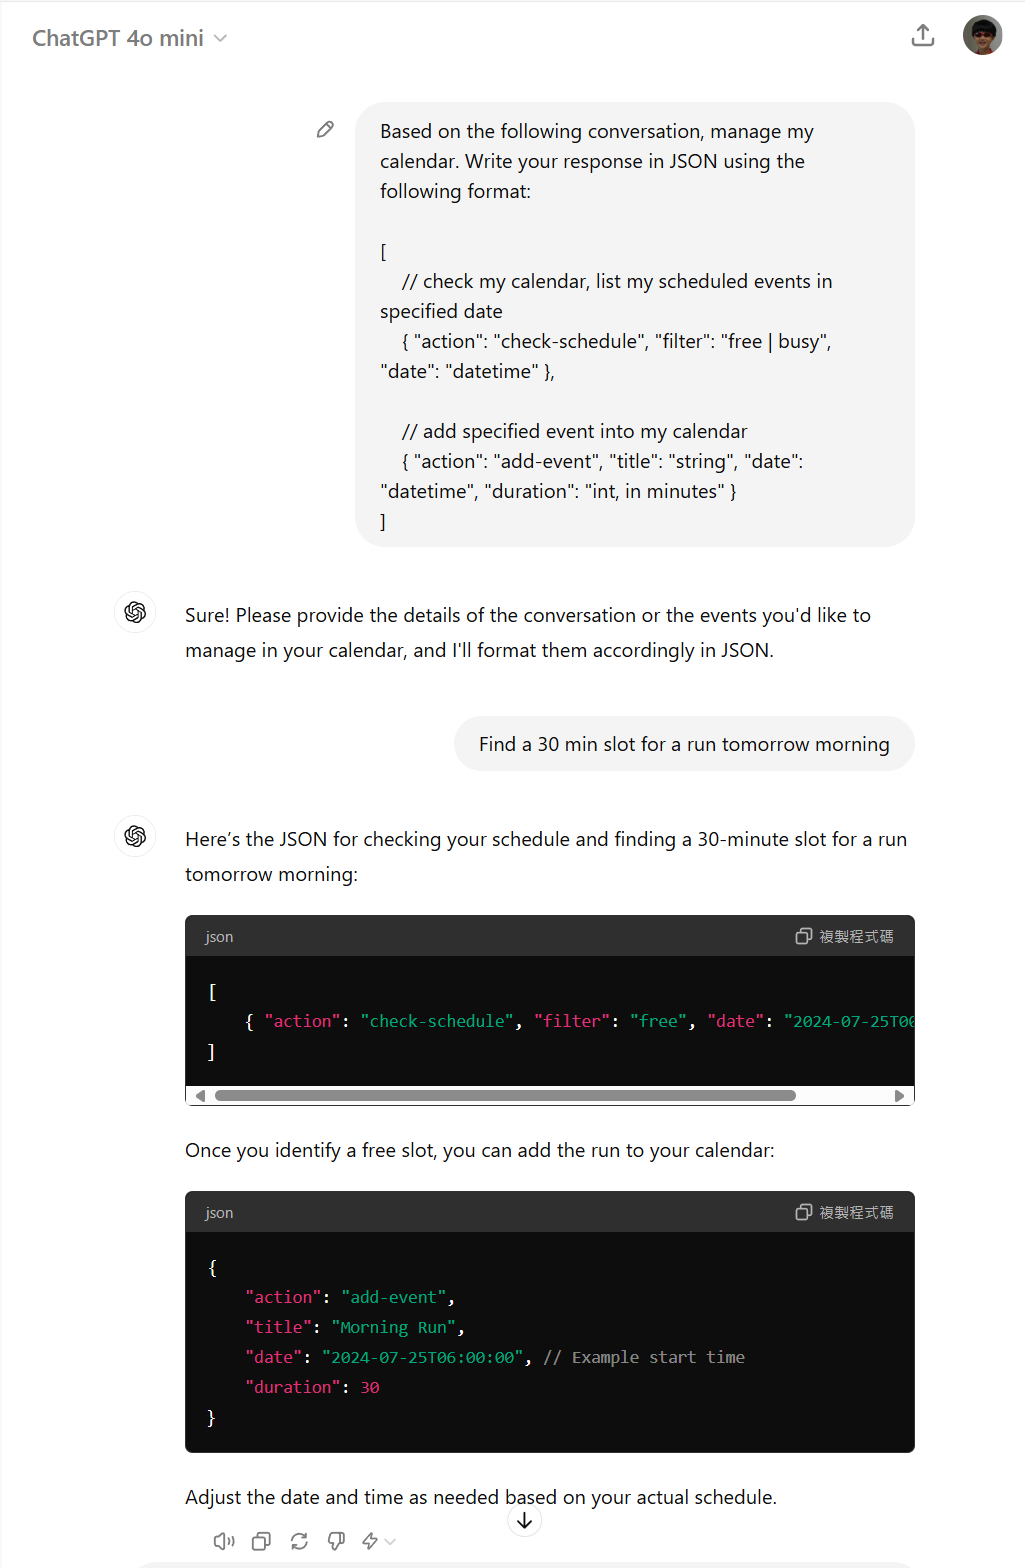 ChatGPT 4o mini
Based on the following conversation, manage my
calendar. Write your response in JSON using the
following format:
[
// check my calendar, list my scheduled events in
specified date
{ "action": "check-schedule", "filter": "free | busy",
"date": "datetime" },
// add specified event into my calendar
{ "action": "add-event", "title": "string", "date":
"datetime", "duration": "int, in minutes" }
]
Sure! Please provide the details of the conversation or the events you'd like to
manage in your calendar, and I'll format them accordingly in JSON.
Find a 30 min slot for a run tomorrow morning
Here’s the JSON for checking your schedule and finding a 30-minute slot for a run
tomorrow morning:
json
複製程式碼
[
{ "action": "check-schedule", "filter": "free", "date": "2024-07-25T00
]
Once you identify a free slot, you can add the run to your calendar:
json
複製程式碼
{
"action": "add-event",
"title": "Morning Run",
"date": "2024-07-25T06:00:00", // Example start time
"duration": 30
}
Adjust the date and time as needed based on your actual schedule.